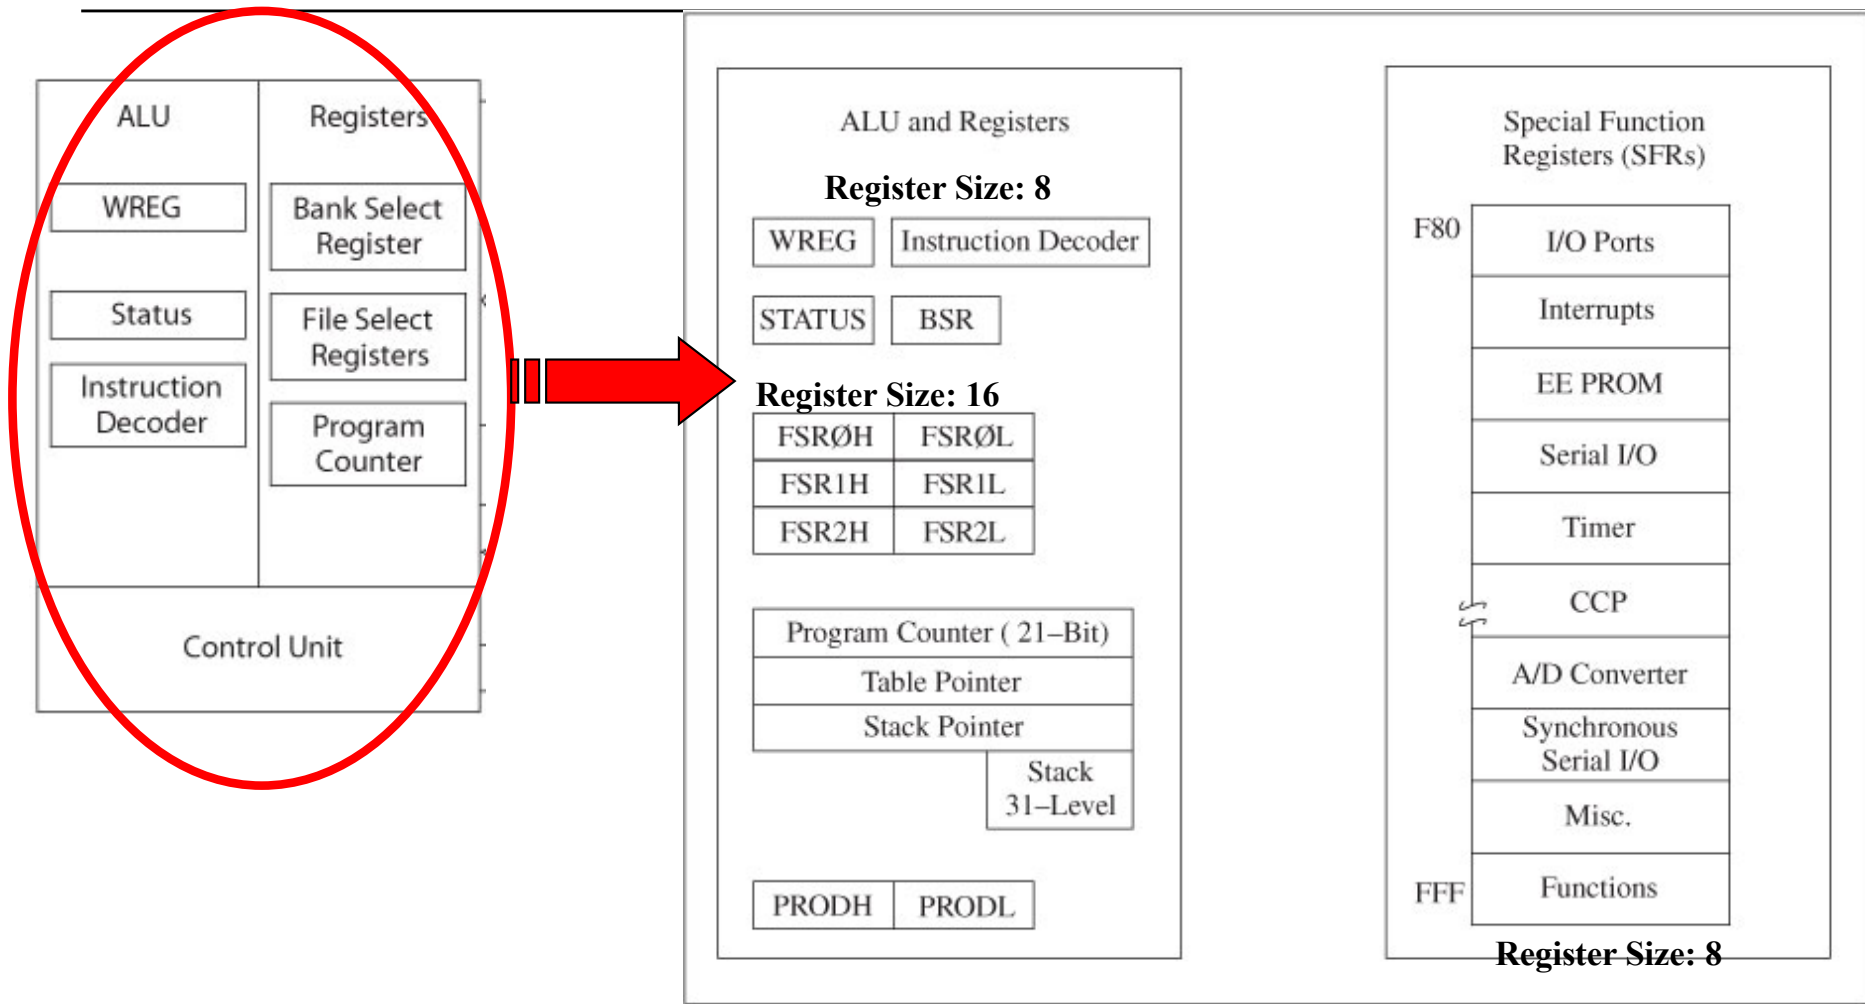 ALU
Registers
WREG
Bank Select
Register
Status
File Select
Registers
Instruction
Decoder
Program
Counter
Control Unit
ALU and Registers
Register Size: 8
WREG
Instruction Decoder
STATUS
BSR
Register Size: 16
FSRØH
FSRØL
FSR1H
FSR1L
FSR2H
FSR2L
Program Counter ( 21–Bit)
Table Pointer
Stack Pointer
Stack
31–Level
PRODH
PRODL
Special Function
Registers (SFRs)
F80
I/O Ports
Interrupts
EE PROM
Serial I/O
Timer
CCP
A/D Converter
Synchronous
Serial I/O
Misc.
FFF
Functions
Register Size: 8